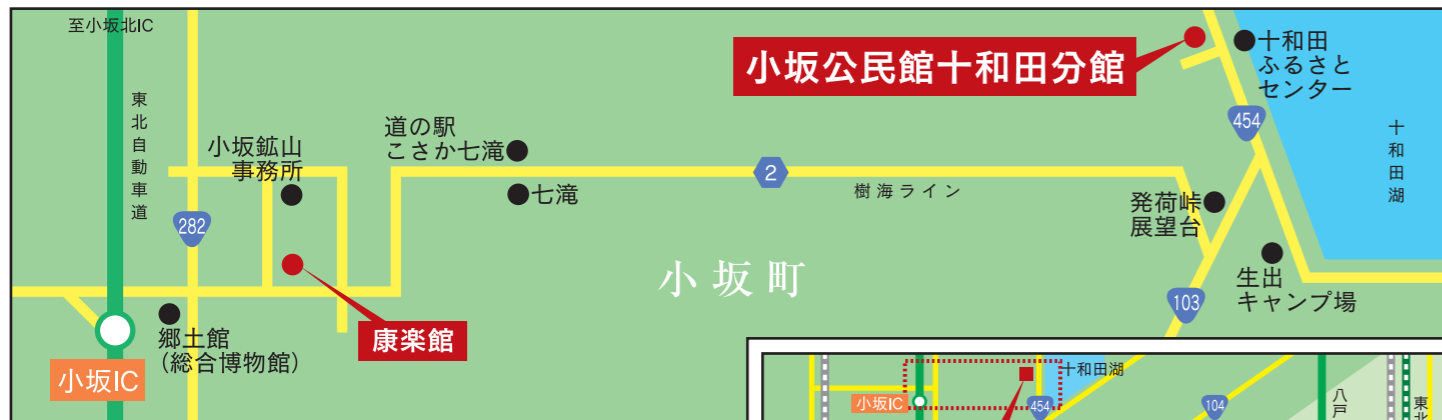 至小坂北IC
東北自動車道
小坂鉱山
事務所
282
道の駅
こさか七滝
七滝
2
樹海ライン
小坂公民館十和田分館
十和田
ふるさと
センター
454
十和田湖
発荷峠
展望台
生出
キャンプ場
103
小坂町
康楽館
郷土館
(総合博物館)
小坂IC
十和田湖
小坂IC
454
104
八戸
東北